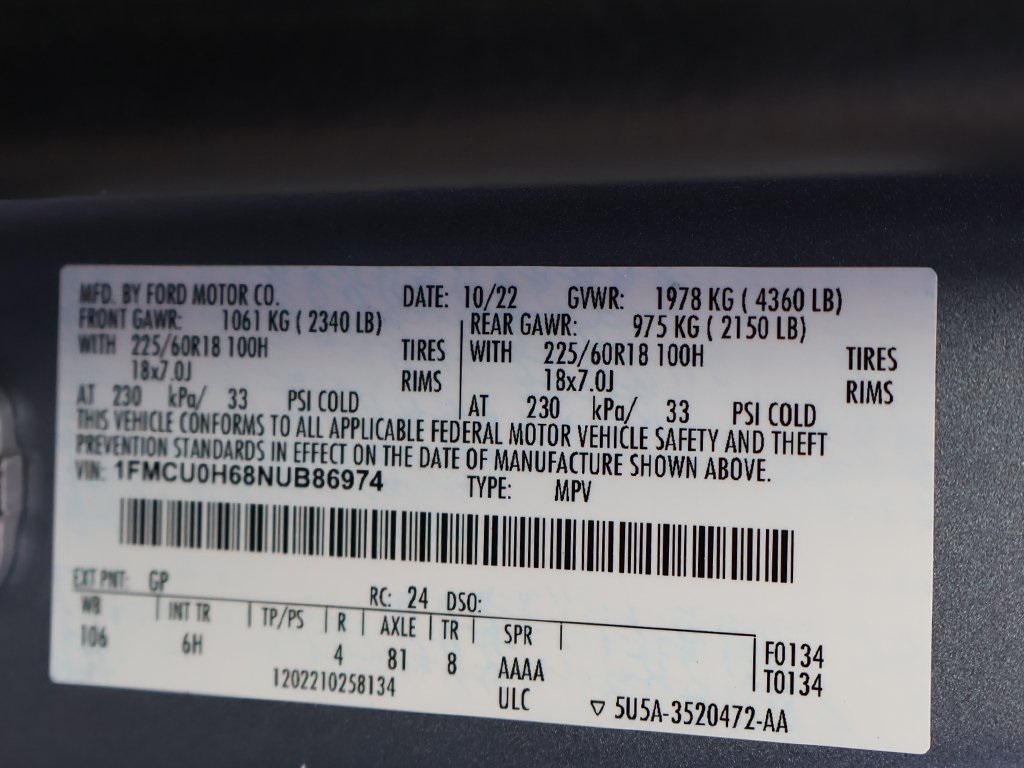 MFD. BY FORD MOTOR CO. DATE: 10/22 GVWR: 1978 KG ( 4360 LB)
FRONT GAWR: 1061 KG ( 2340 LB) REAR GAWR: 975 KG ( 2150 LB)
WITH 225/60R18 100H TIRES WITH 225/60R18 100H TIRES
18x7.0J RIMS 18x7.0J RIMS
AT 230 kPa/ 33 PSI COLD AT 230 kPa/ 33 PSI COLD
THIS VEHICLE CONFORMS TO ALL APPLICABLE FEDERAL MOTOR VEHICLE SAFETY AND THEFT
PREVENTION STANDARDS IN EFFECT ON THE DATE OF MANUFACTURE SHOWN ABOVE.
VIN: 1FMCU0H68NUB86974 TYPE: MPV
EXT PNT: GP RC: 24 DSO:
WB INT TR TP/PS R AXLE TR SPR
106 6H 4 81 8 AAAA F0134
1202210258134 ULC T0134
▽ 5U5A-3520472-AA